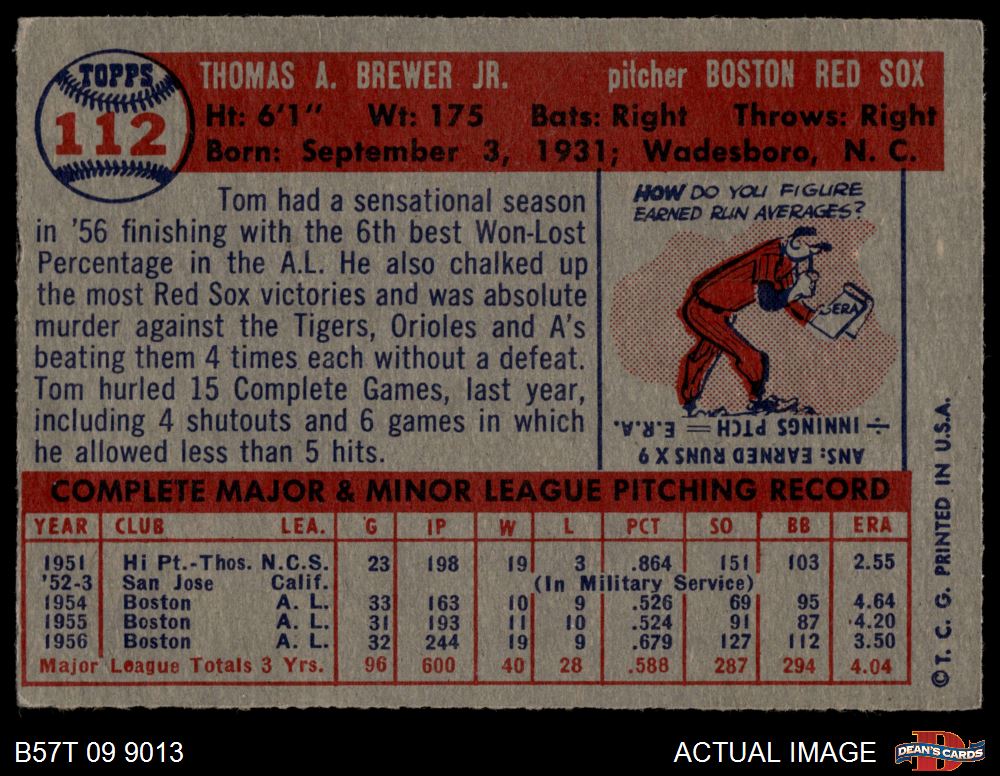 TOPPS
112
THOMAS A. BREWER JR. pitcher BOSTON RED SOX
Ht: 6'1" Wt: 175 Bats: Right Throws: Right
Born: September 3, 1931; Wadesboro, N. C.
Tom had a sensational season
in '56 finishing with the 6th best Won-Lost
Percentage in the A.L. He also chalked up
the most Red Sox victories and was absolute
murder against the Tigers, Orioles and A's
beating them 4 times each without a defeat.
Tom hurled 15 Complete Games, last year,
including 4 shutouts and 6 games in which
he allowed less than 5 hits.
HOW DO YOU FIGURE
EARNED RUN AVERAGES?
ERA
ANS: EARNED RUNS X 9
÷ INNINGS PTCH = E.R.A.
COMPLETE MAJOR & MINOR LEAGUE PITCHING RECORD
YEAR CLUB LEA. G IP W L PCT SO BB ERA
1951 Hi Pt.-Thos. N.C.S. 23 198 19 3 .864 151 103 2.55
'52-3 San Jose Calif. (In Military Service)
1954 Boston A. L. 33 163 10 9 .526 69 95 4.64
1955 Boston A. L. 31 193 11 10 .524 91 87 4.20
1956 Boston A. L. 32 244 19 9 .679 127 112 3.50
Major League Totals 3 Yrs. 96 600 40 28 .588 287 294 4.04
©T. C. G. PRINTED IN U.S.A.
B57T 09 9013 ACTUAL IMAGE
DEAN'S CARDS